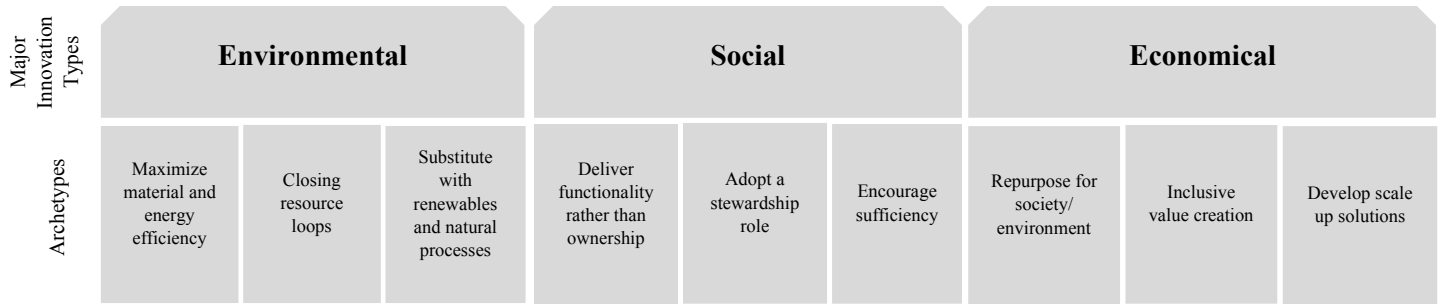 Major
Innovation
Types
Environmental
Social
Economical
Archetypes
Maximize
material and
energy
efficiency
Closing
resource
loops
Substitute
with
renewables
and natural
processes
Deliver
functionality
rather than
ownership
Adopt a
stewardship
role
Encourage
sufficiency
Repurpose for
society/
environment
Inclusive
value creation
Develop scale
up solutions